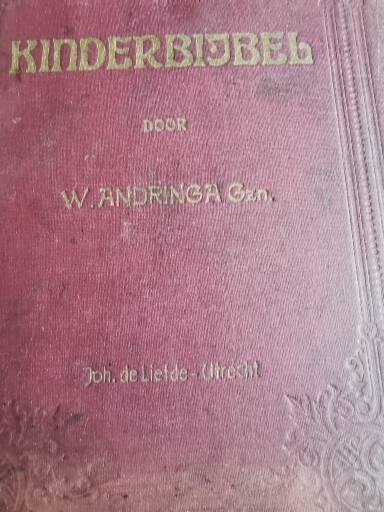 KINDERBIJBEL
DOOR
W. ANDRINGA Gzn.
Joh. de Liefde - Utrecht